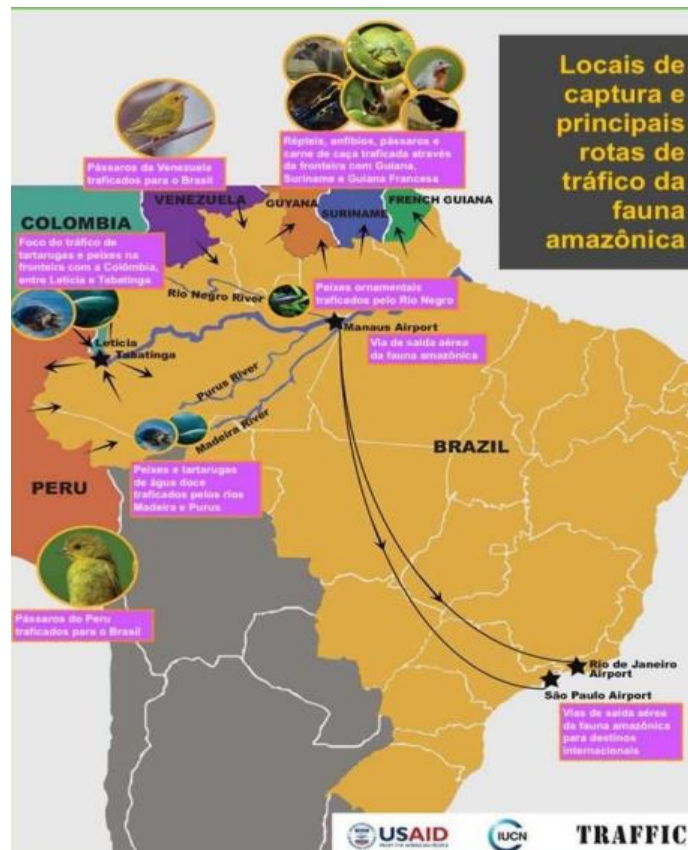 Locais de
captura e
principais
rotas de
tráfico da
fauna
amazônica
Pássaros da Venezuela
traficados para o Brasil
Répteis, anfíbios, pássaros e
carne de caça traficada através
da fronteira com Guiana,
Suriname e Guiana Francesa
COLOMBIA
VENEZUELA
GUYANA
SURINAME
FRENCH GUIANA
Foco do tráfico de
tartarugas e peixes na
fronteira com a Colômbia,
entre Letícia e Tabatinga
Rio Negro River
Peixes ornamentais
traficados pelo Rio Negro
Manaus Airport
Via de saída aérea
da fauna amazônica
Leticia
Tabatinga
Purus River
Madeira River
BRAZIL
PERU
Peixes e tartarugas
de água doce
traficados pelos rios
Madeira e Purus
Pássaros do Peru
traficados para o Brasil
Rio de Janeiro
Airport
São Paulo Airport
Vias de saída aérea
da fauna amazônica
para destinos
internacionais
USAID
FROM THE AMERICAN PEOPLE
IUCN
TRAFFIC